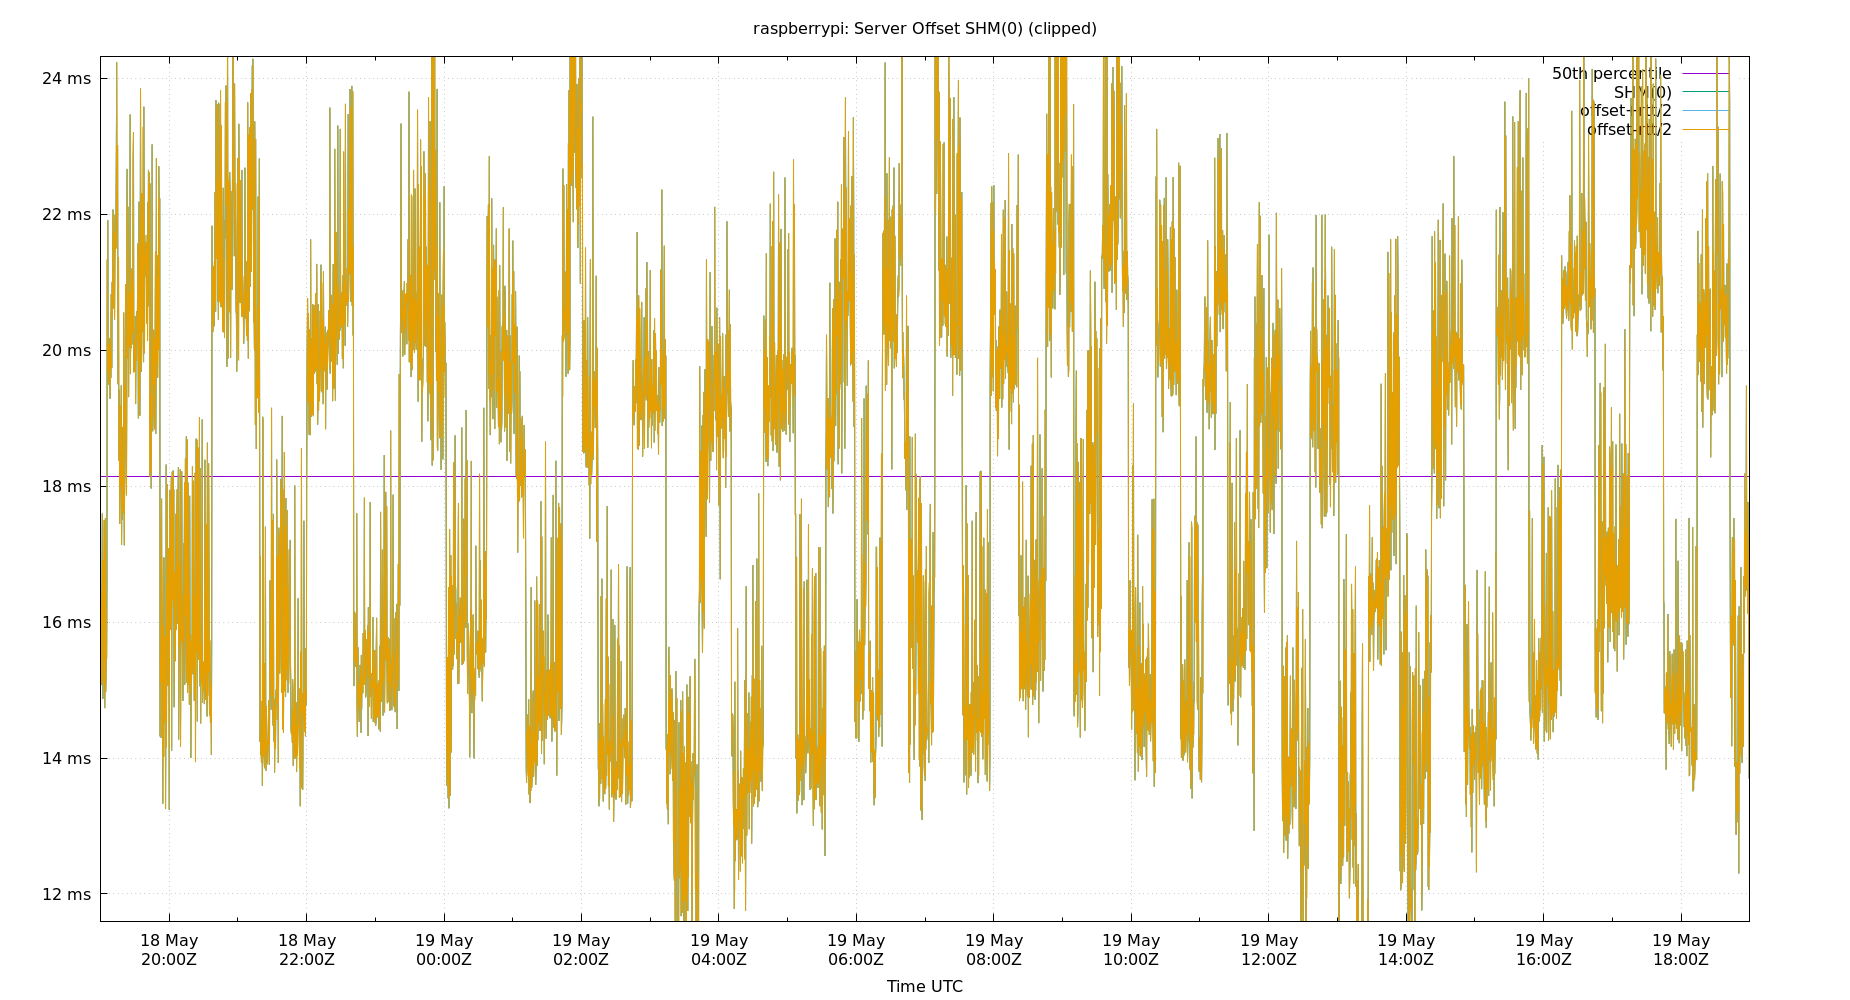 raspberrypi: Server Offset SHM(0) (clipped)
24 ms
22 ms
20 ms
18 ms
16 ms
14 ms
12 ms
50th percentile
SHM(0)
offset+rtt/2
offset-rtt/2
18 May 18 May 19 May 19 May 19 May 19 May 19 May 19 May 19 May 19 May 19 May 19 May
20:00Z 22:00Z 00:00Z 02:00Z 04:00Z 06:00Z 08:00Z 10:00Z 12:00Z 14:00Z 16:00Z 18:00Z
Time UTC